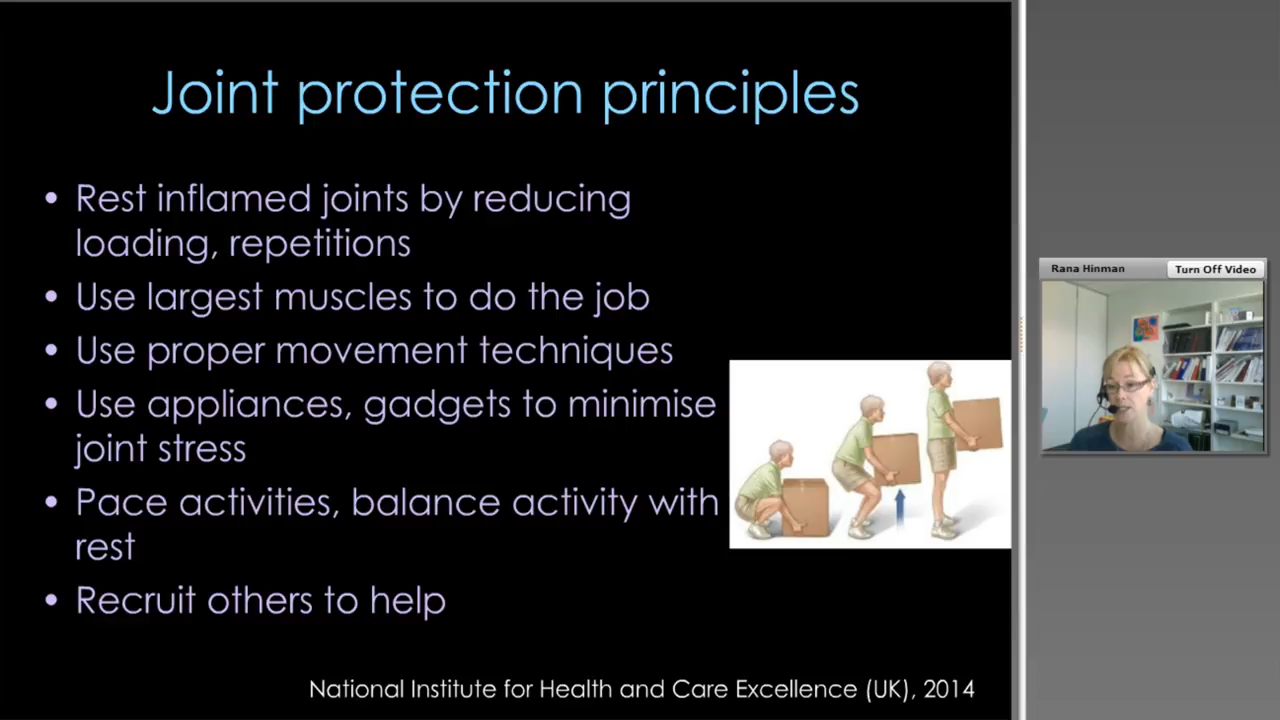 Joint protection principles
• Rest inflamed joints by reducing
loading, repetitions
• Use largest muscles to do the job
• Use proper movement techniques
• Use appliances, gadgets to minimise
joint stress
• Pace activities, balance activity with
rest
• Recruit others to help
National Institute for Health and Care Excellence (UK), 2014
Rana Hinman
Turn Off Video